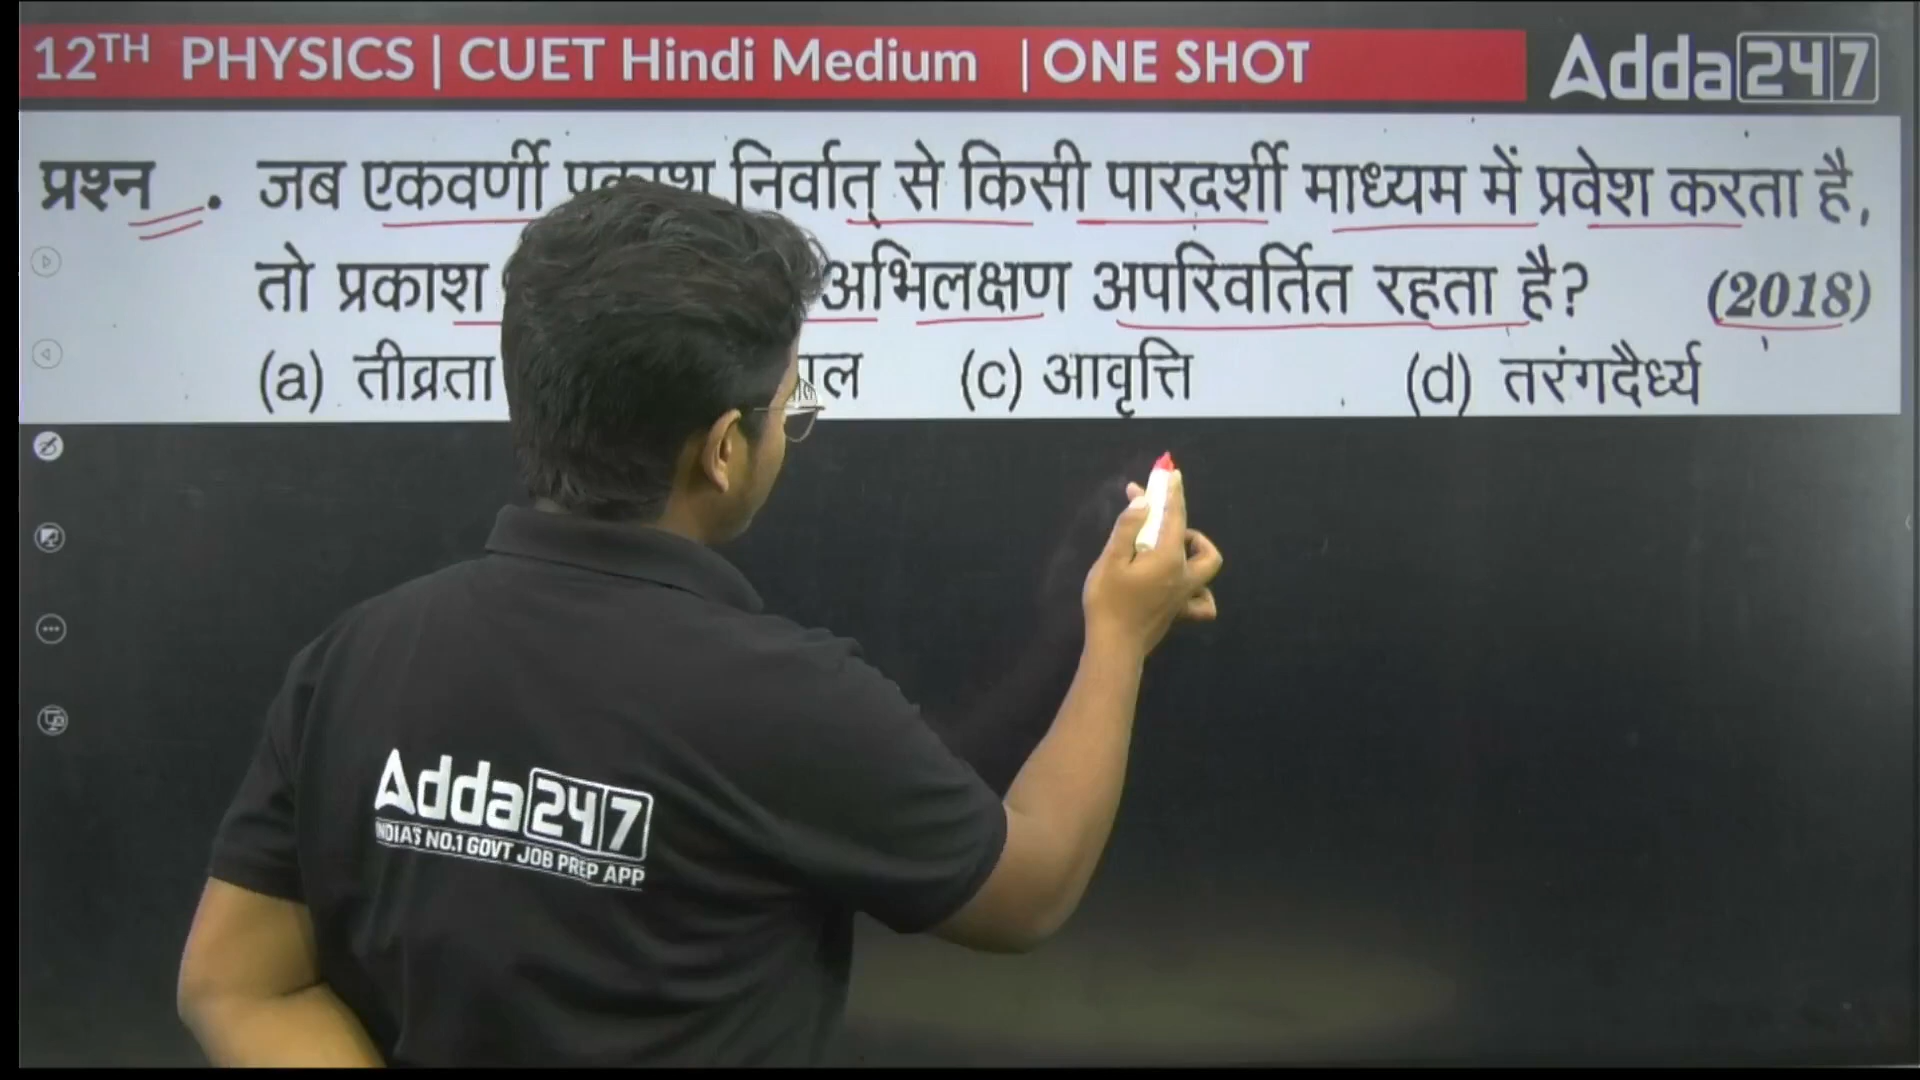 12TH PHYSICS | CUET Hindi Medium | ONE SHOT
Adda247
प्रश्न . जब एकवर्णी प्रकाश निर्वात् से किसी पारदर्शी माध्यम में प्रवेश करता है,
तो प्रकाश अभिलक्षण अपरिवर्तित रहता है? (2018)
(a) तीव्रता (c) आवृत्ति (d) तरंगदैर्ध्य
Adda247
INDIA'S NO.1 GOVT JOB PREP APP